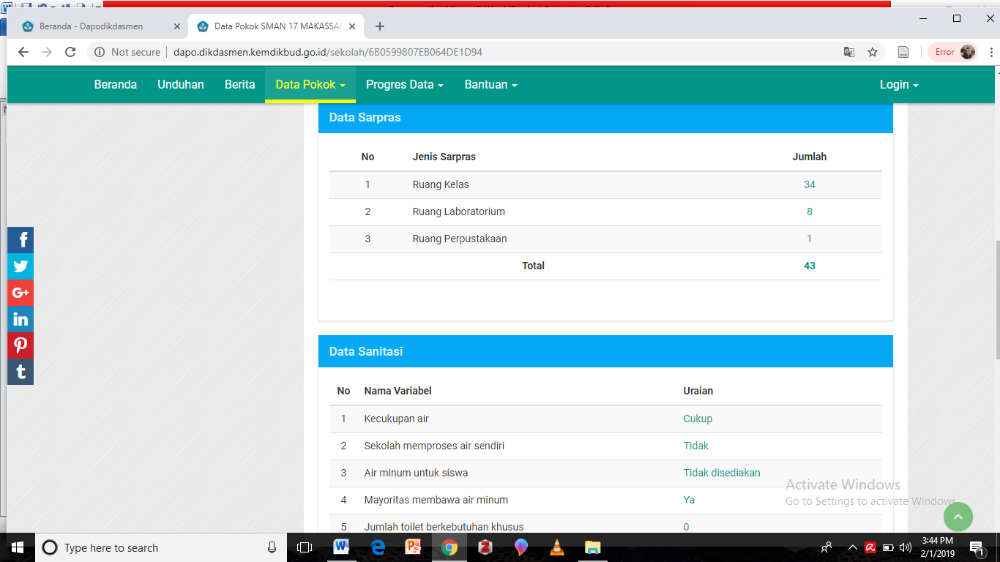 Beranda - Dapodikdasmen
Data Pokok SMAN 17 MAKASSAR
Not secure
dapo.dikdasmen.kemdikbud.go.id/sekolah/6B0599807EB064DE1D94
Error
Beranda Unduhan Berita Data Pokok Progres Data Bantuan Login
Data Sarpras
No Jenis Sarpras Jumlah
1 Ruang Kelas 34
2 Ruang Laboratorium 8
3 Ruang Perpustakaan 1
Total 43
Data Sanitasi
No Nama Variabel Uraian
1 Kecukupan air Cukup
2 Sekolah memproses air sendiri Tidak
3 Air minum untuk siswa Tidak disediakan
4 Mayoritas membawa air minum Ya
5 Jumlah toilet berkebutuhan khusus 0
Activate Windows
Go to Settings to activate Windows.
Type here to search
3:44 PM
2/1/2019
1